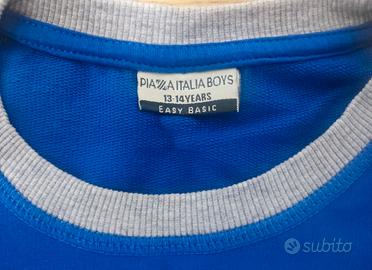 PIAZZA ITALIA BOYS
13-14 YEARS
EASY BASIC
subito